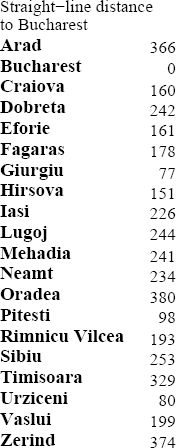 Straight−line distance
to Bucharest
Arad 366
Bucharest 0
Craiova 160
Dobreta 242
Eforie 161
Fagaras 178
Giurgiu 77
Hirsova 151
Iasi 226
Lugoj 244
Mehadia 241
Neamt 234
Oradea 380
Pitesti 98
Rimnicu Vilcea 193
Sibiu 253
Timisoara 329
Urziceni 80
Vaslui 199
Zerind 374